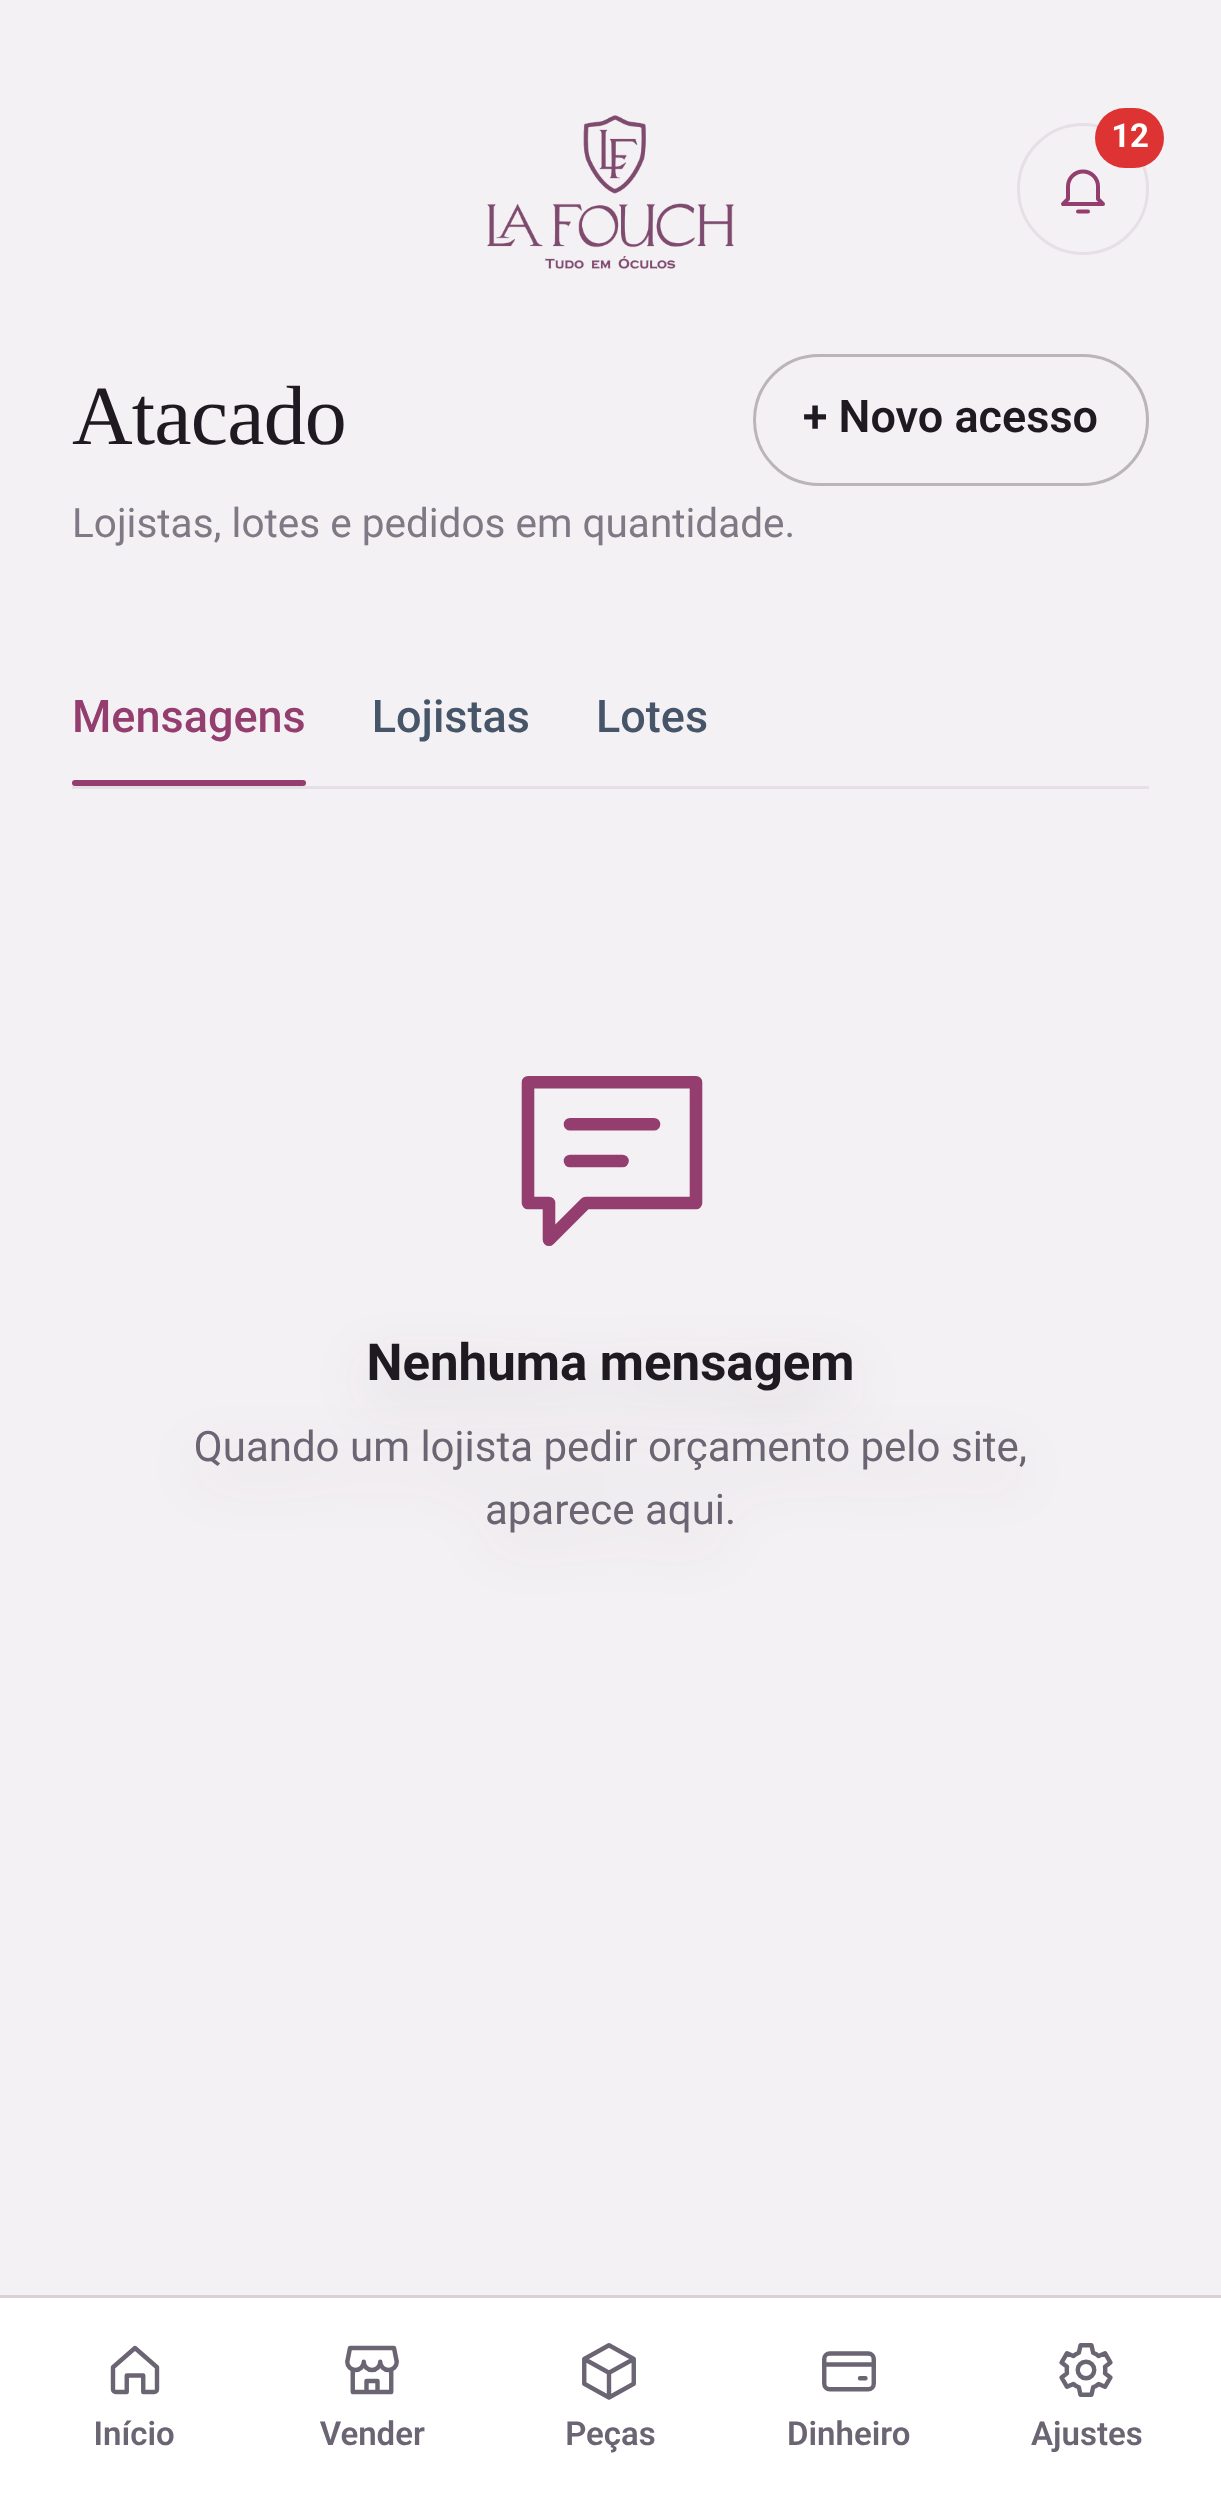 LF
LA FOUCH
TUDO EM ÓCULOS
12
Atacado
+ Novo acesso
Lojistas, lotes e pedidos em quantidade.
Mensagens
Lojistas
Lotes
Nenhuma mensagem
Quando um lojista pedir orçamento pelo site,
aparece aqui.
Início
Vender
Peças
Dinheiro
Ajustes